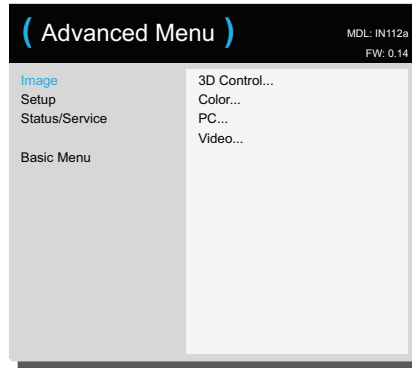 ( Advanced Menu )
MDL: IN112a
FW: 0.14
Image
Setup
Status/Service
Basic Menu
3D Control...
Color...
PC...
Video...